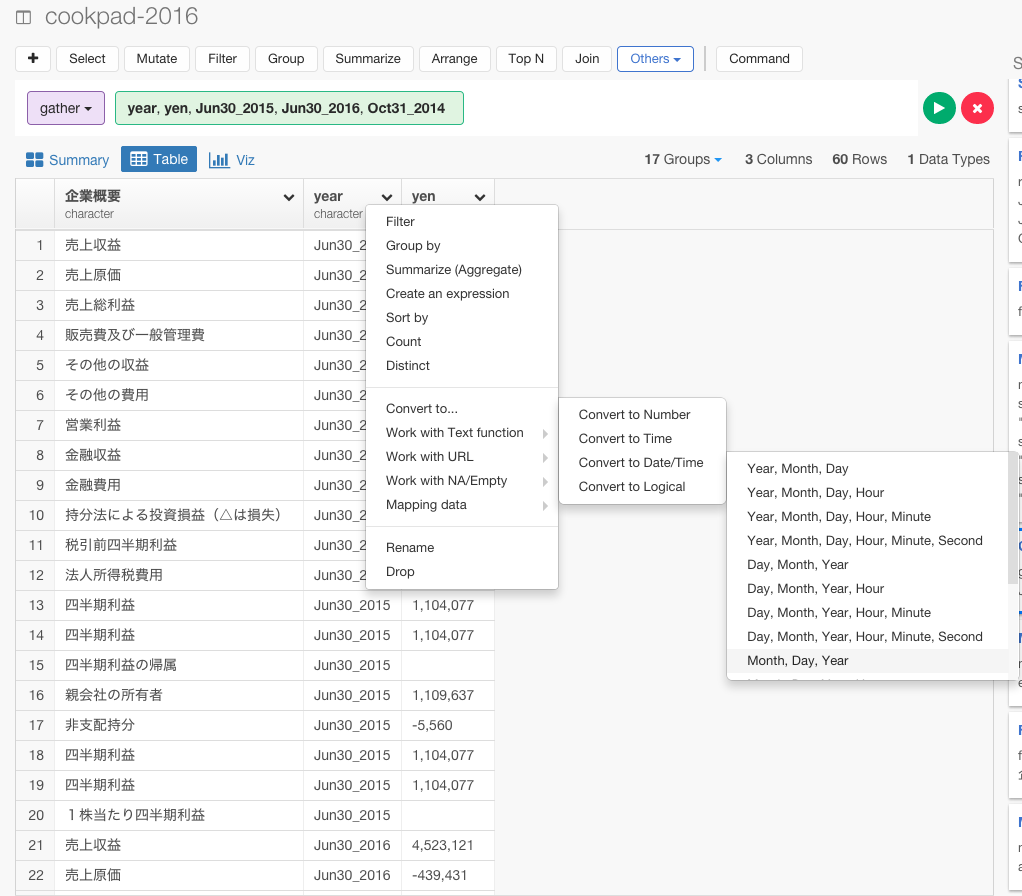 cookpad-2016
+ Select Mutate Filter Group Summarize Arrange Top N Join Others Command
gather year, yen, Jun30_2015, Jun30_2016, Oct31_2014
Summary Table Viz 17 Groups 3 Columns 60 Rows 1 Data Types
企業概要 year yen
character character
1 売上収益 Jun30_2
2 売上原価 Jun30_2
3 売上総利益 Jun30_2
4 販売費及び一般管理費 Jun30_2
5 その他の収益 Jun30_2
6 その他の費用 Jun30_2
7 営業利益 Jun30_2
8 金融収益 Jun30_2
9 金融費用 Jun30_2
10 持分法による投資損益（△は損失） Jun30_2
11 税引前四半期利益 Jun30_2
12 法人所得税費用 Jun30_2
13 四半期利益 Jun30_2015 1,104,077
14 四半期利益 Jun30_2015 1,104,077
15 四半期利益の帰属 Jun30_2015
16 親会社の所有者 Jun30_2015 1,109,637
17 非支配持分 Jun30_2015 -5,560
18 四半期利益 Jun30_2015 1,104,077
19 四半期利益 Jun30_2015 1,104,077
20 １株当たり四半期利益 Jun30_2015
21 売上収益 Jun30_2016 4,523,121
22 売上原価 Jun30_2016 -439,431
Filter
Group by
Summarize (Aggregate)
Create an expression
Sort by
Count
Distinct
Convert to...
Work with Text function
Work with URL
Work with NA/Empty
Mapping data
Rename
Drop
Convert to Number
Convert to Time
Convert to Date/Time
Convert to Logical
Year, Month, Day
Year, Month, Day, Hour
Year, Month, Day, Hour, Minute
Year, Month, Day, Hour, Minute, Second
Day, Month, Year
Day, Month, Year, Hour
Day, Month, Year, Hour, Minute
Day, Month, Year, Hour, Minute, Second
Month, Day, Year